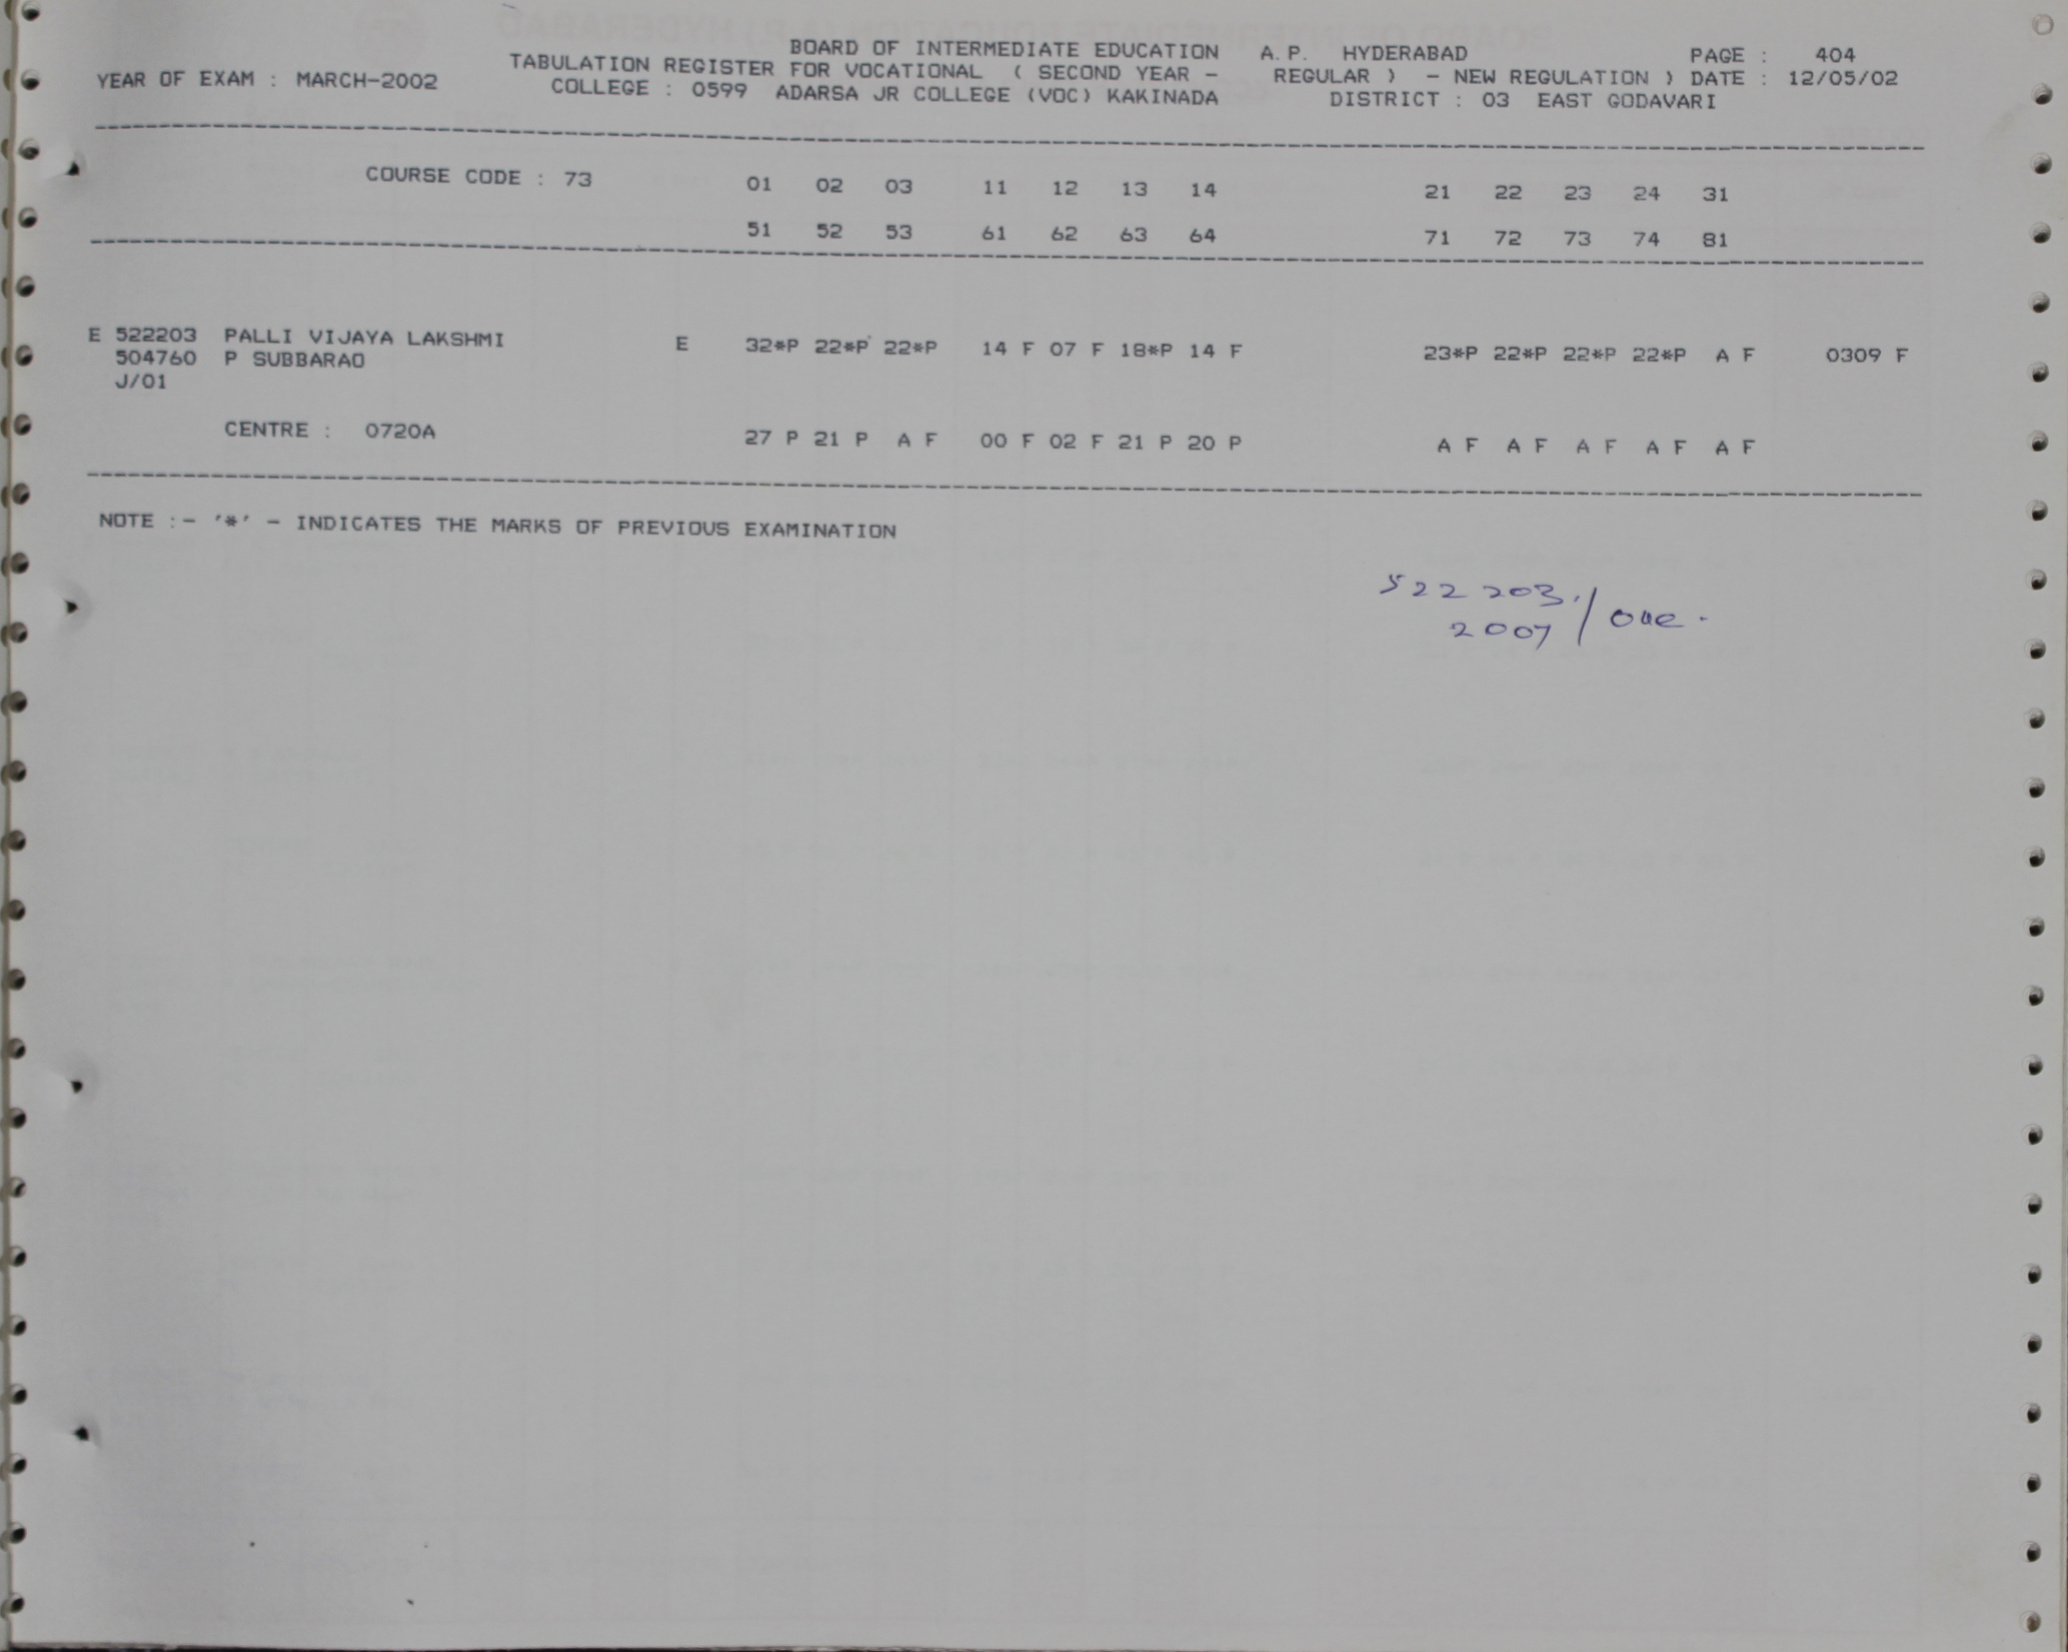 BOARD OF INTERMEDIATE EDUCATION A.P. HYDERABAD PAGE : 404
YEAR OF EXAM : MARCH-2002 TABULATION REGISTER FOR VOCATIONAL ( SECOND YEAR - REGULAR ) - NEW REGULATION ) DATE : 12/05/02
COLLEGE : 0599 ADARSA JR COLLEGE (VOC) KAKINADA DISTRICT : 03 EAST GODAVARI
COURSE CODE : 73 01 02 03 11 12 13 14 21 22 23 24 31
51 52 53 61 62 63 64 71 72 73 74 81
E 522203 PALLI VIJAYA LAKSHMI E 32*P 22*P 22*P 14 F 07 F 18*P 14 F 23*P 22*P 22*P 22*P A F 0309 F
504760 P SUBBARAO
J/01
CENTRE : 0720A 27 P 21 P A F 00 F 02 F 21 P 20 P A F A F A F A F A F
NOTE :- '*' - INDICATES THE MARKS OF PREVIOUS EXAMINATION
522 203.
2007 / one.